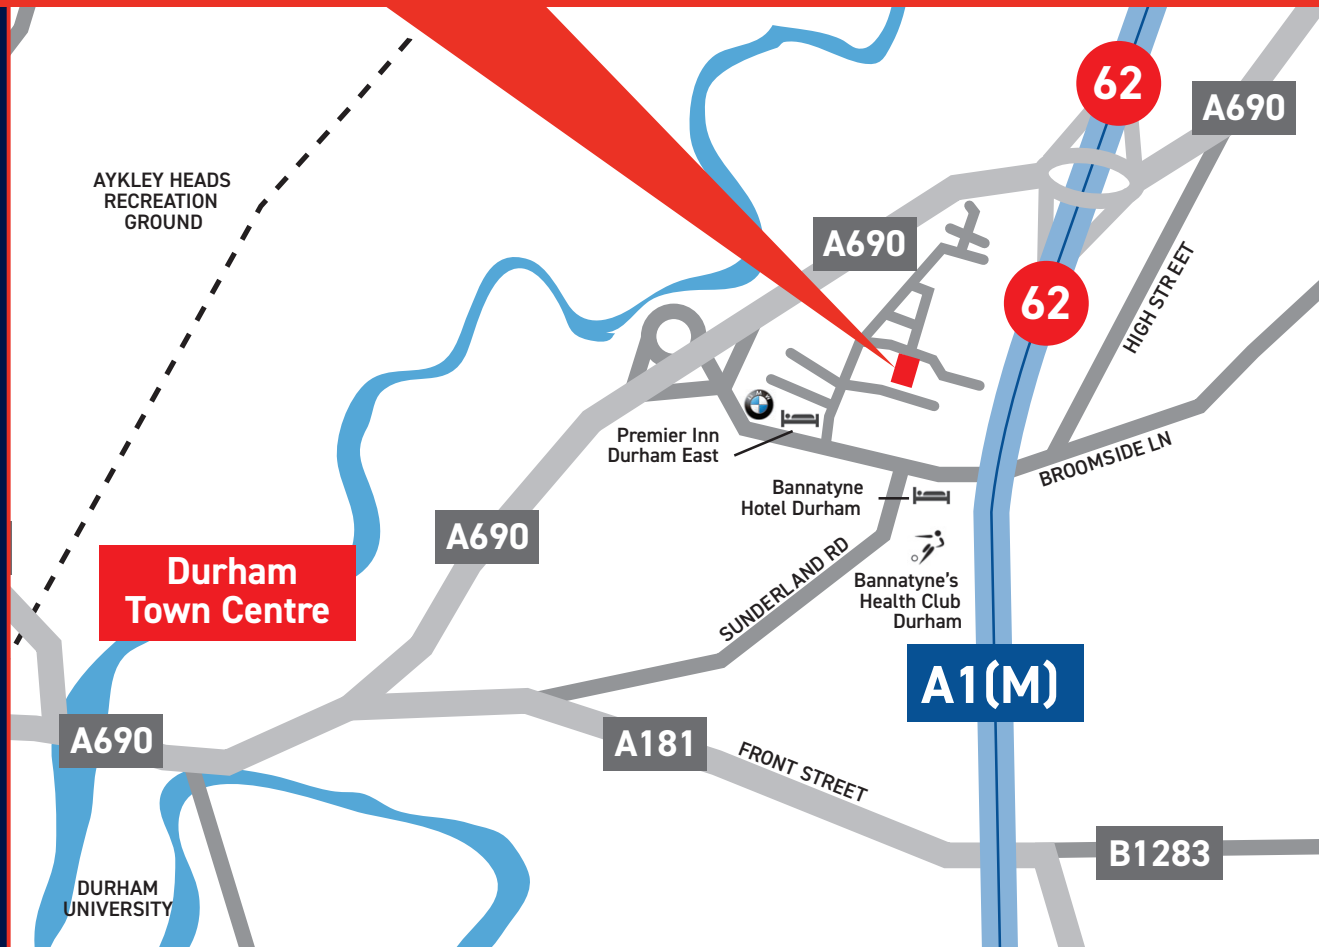 62
A690
AYKLEY HEADS
RECREATION
GROUND
A690
62
HIGH STREET
Premier Inn
Durham East
BROOMSIDE LN
Bannatyne
Hotel Durham
A690
SUNDERLAND RD
Bannatyne's
Health Club
Durham
Durham
Town Centre
A1(M)
A690
A181
FRONT STREET
B1283
DURHAM
UNIVERSITY